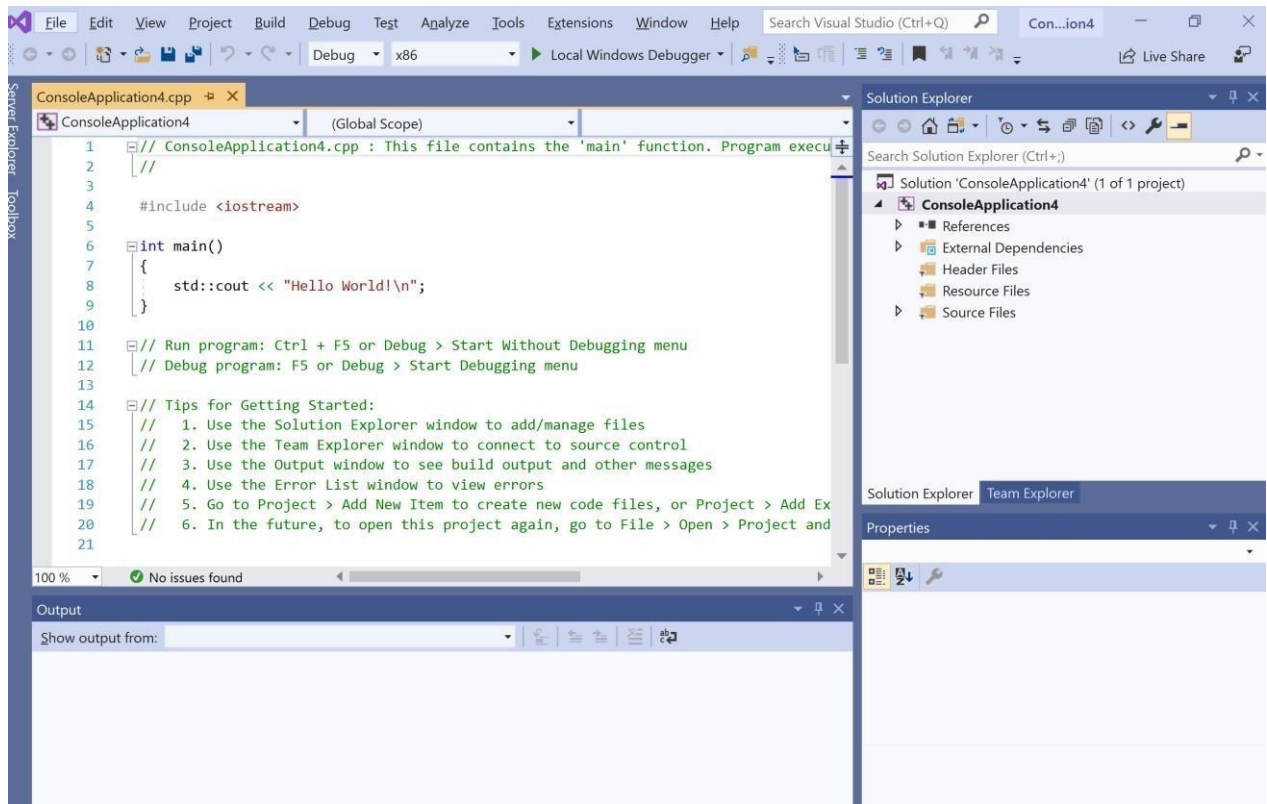 File Edit View Project Build Debug Test Analyze Tools Extensions Window Help Search Visual Studio (Ctrl+Q) Con...ion4
Debug x86 Local Windows Debugger Live Share
Server Explorer Toolbox
ConsoleApplication4.cpp
ConsoleApplication4 (Global Scope)
1 // ConsoleApplication4.cpp : This file contains the 'main' function. Program execu
2 //
3
4 #include <iostream>
5
6 int main()
7 {
8 std::cout << "Hello World!\n";
9 }
10
11 // Run program: Ctrl + F5 or Debug > Start Without Debugging menu
12 // Debug program: F5 or Debug > Start Debugging menu
13
14 // Tips for Getting Started:
15 // 1. Use the Solution Explorer window to add/manage files
16 // 2. Use the Team Explorer window to connect to source control
17 // 3. Use the Output window to see build output and other messages
18 // 4. Use the Error List window to view errors
19 // 5. Go to Project > Add New Item to create new code files, or Project > Add Ex
20 // 6. In the future, to open this project again, go to File > Open > Project and
21
100 % No issues found
Output
Show output from:
Solution Explorer
Search Solution Explorer (Ctrl+;)
Solution 'ConsoleApplication4' (1 of 1 project)
ConsoleApplication4
References
External Dependencies
Header Files
Resource Files
Source Files
Solution Explorer Team Explorer
Properties